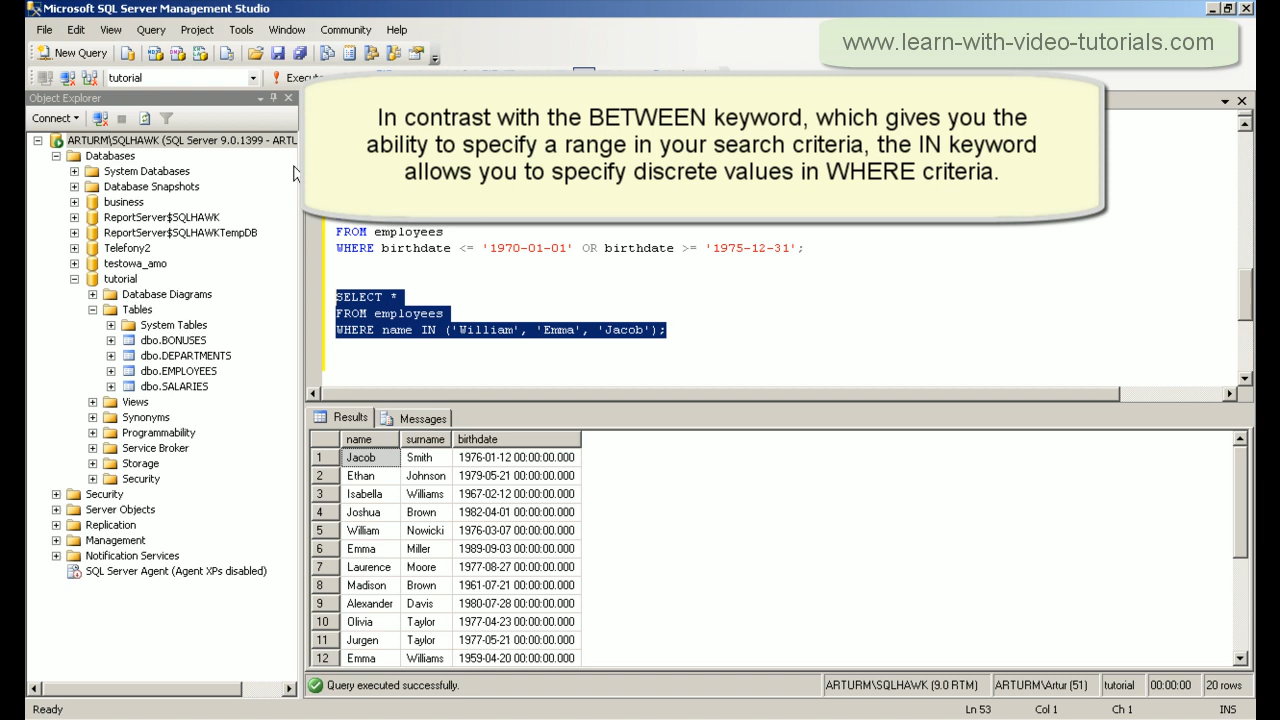 Microsoft SQL Server Management Studio
File Edit View Query Project Tools Window Community Help
www.learn-with-video-tutorials.com
New Query
tutorial
Execute
Object Explorer
Connect
In contrast with the BETWEEN keyword, which gives you the
ability to specify a range in your search criteria, the IN keyword
allows you to specify discrete values in WHERE criteria.
ARTURM\SQLHAWK (SQL Server 9.0.1399 - ARTU
Databases
System Databases
Database Snapshots
business
ReportServer$SQLHAWK
ReportServer$SQLHAWKTempDB
Telefony2
testowa_amo
tutorial
Database Diagrams
Tables
System Tables
dbo.BONUSES
dbo.DEPARTMENTS
dbo.EMPLOYEES
dbo.SALARIES
Views
Synonyms
Programmability
Service Broker
Storage
Security
Security
Server Objects
Replication
Management
Notification Services
SQL Server Agent (Agent XPs disabled)
FROM employees
WHERE birthdate <= '1970-01-01' OR birthdate >= '1975-12-31';
SELECT *
FROM employees
WHERE name IN ('William', 'Emma', 'Jacob');
Results Messages
name surname birthdate
1 Jacob Smith 1976-01-12 00:00:00.000
2 Ethan Johnson 1979-05-21 00:00:00.000
3 Isabella Williams 1967-02-12 00:00:00.000
4 Joshua Brown 1982-04-01 00:00:00.000
5 William Nowicki 1976-03-07 00:00:00.000
6 Emma Miller 1989-09-03 00:00:00.000
7 Laurence Moore 1977-08-27 00:00:00.000
8 Madison Brown 1961-07-21 00:00:00.000
9 Alexander Davis 1980-07-28 00:00:00.000
10 Olivia Taylor 1977-04-23 00:00:00.000
11 Jurgen Taylor 1977-05-21 00:00:00.000
12 Emma Williams 1959-04-20 00:00:00.000
Query executed successfully. ARTURM\SQLHAWK (9.0 RTM) ARTURM\Artur (51) tutorial 00:00:00 20 rows
Ready Ln 53 Col 1 Ch 1 INS